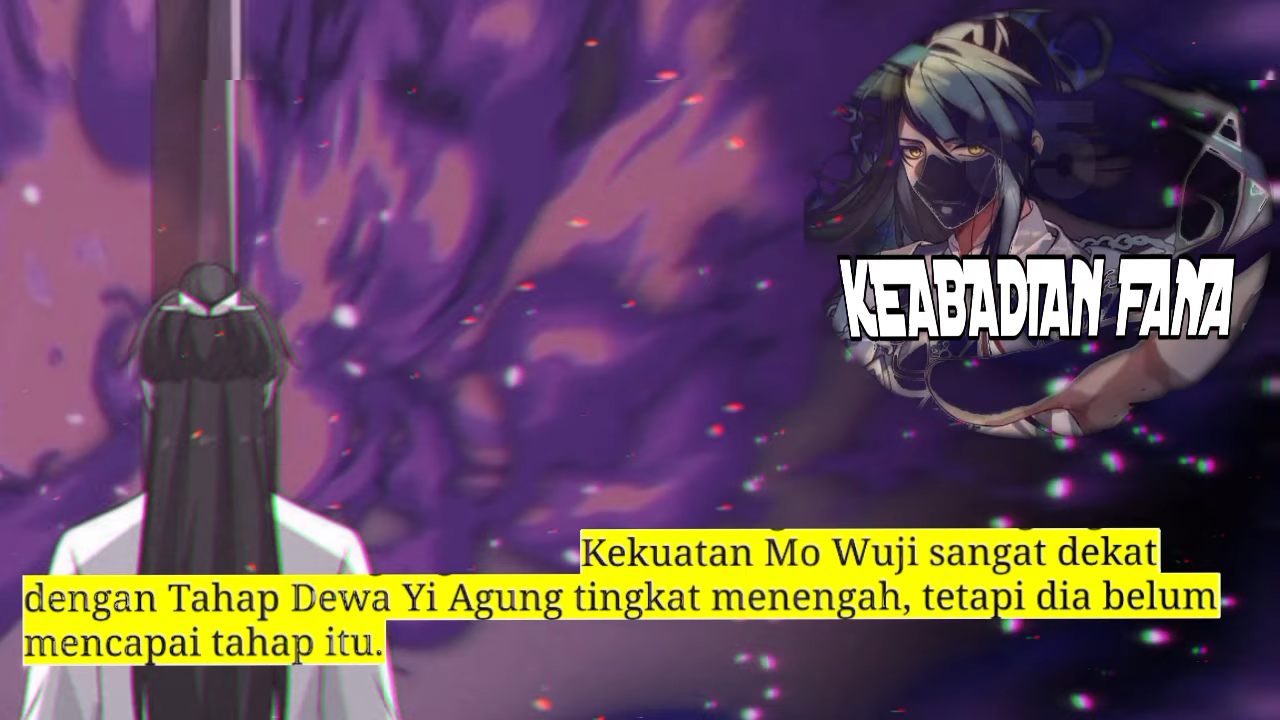 KEABADIAN FANA
Kekuatan Mo Wuji sangat dekat
dengan Tahap Dewa Yi Agung tingkat menengah, tetapi dia belum
mencapai tahap itu.